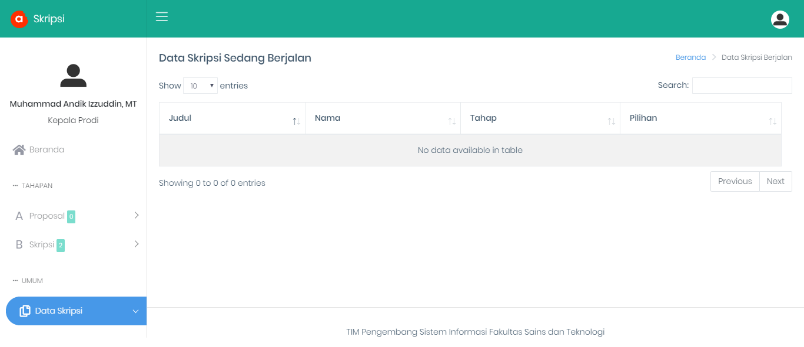 a Skripsi
Muhammad Andik Izzuddin, MT
Kepala Prodi
Beranda
TAHAPAN
A Proposal 0
B Skripsi 2
UMUM
Data Skripsi
Data Skripsi Sedang Berjalan
Beranda > Data Skripsi Berjalan
Show 10 entries
Search:
Judul Nama Tahap Pilihan
No data available in table
Showing 0 to 0 of 0 entries
Previous Next
TIM Pengembang Sistem Informasi Fakultas Sains dan Teknologi